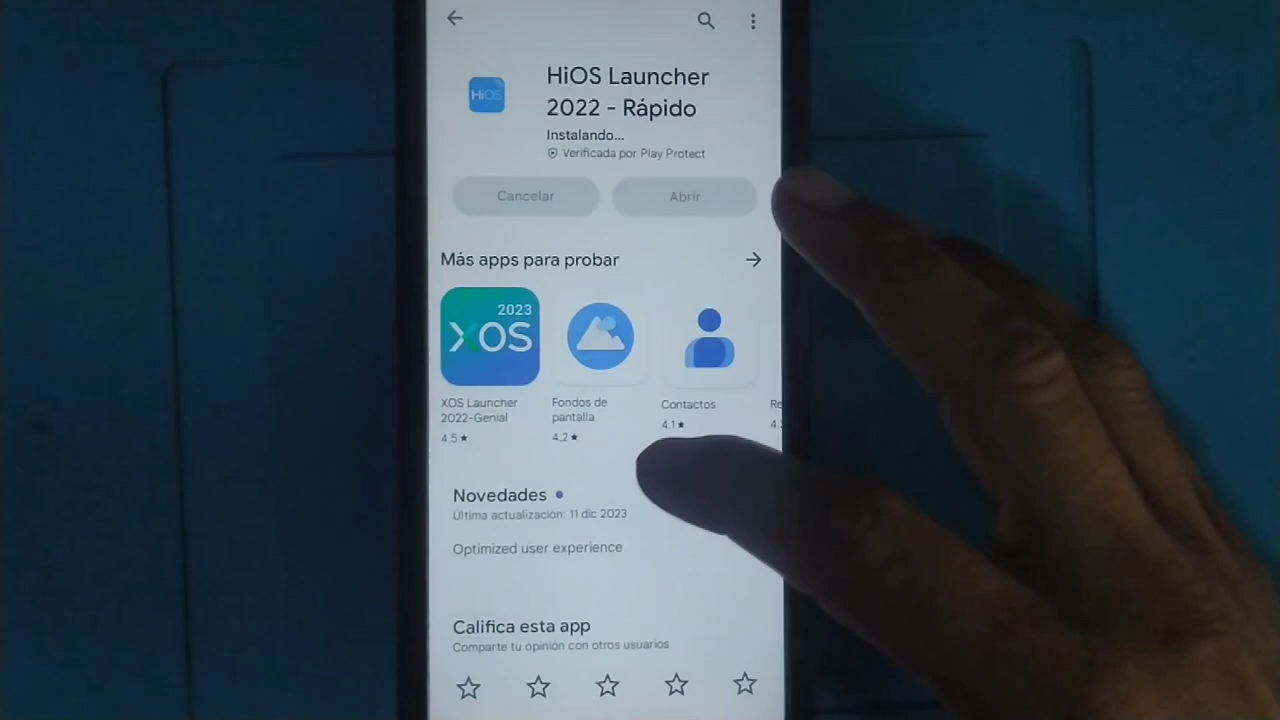 HiOS
HiOS Launcher
2022 - Rápido
Instalando...
Verificada por Play Protect
Cancelar
Abrir
Más apps para probar
2023
XOS
XOS Launcher
2022-Genial
4.5★
Fondos de
pantalla
4.2★
Contactos
4.1★
Re
4.
Novedades
Última actualización: 11 dic 2023
Optimized user experience
Califica esta app
Comparte tu opinión con otros usuarios